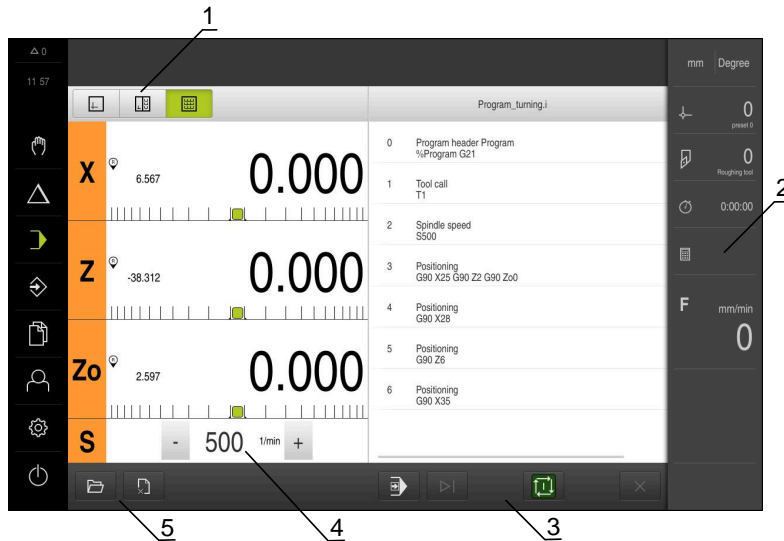 1
0
11 57
mm Degree
Program_turning.i
0 Program header Program
%Program G21
1 Tool call
T1
2 Spindle speed
S500
3 Positioning
G90 X25 G90 Z2 G90 Zo0
4 Positioning
G90 X28
5 Positioning
G90 Z6
6 Positioning
G90 X35
X R 6.567 0.000
Z R -38.312 0.000
Zo R 2.597 0.000
S - 500 1/min +
0
preset 0
0
Roughing tool
0:00:00
2
F mm/min
0
5
4
3